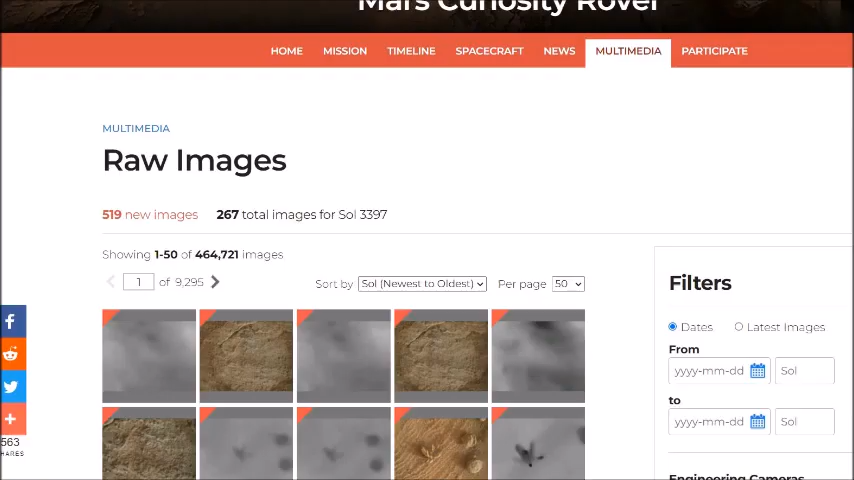 Mars Curiosity Rover
HOME MISSION TIMELINE SPACECRAFT NEWS MULTIMEDIA PARTICIPATE
MULTIMEDIA
Raw Images
519 new images 267 total images for Sol 3397
Showing 1-50 of 464,721 images
1 of 9,295 Sort by Sol (Newest to Oldest) Per page 50
Filters
Dates Latest Images
From
yyyy-mm-dd Sol
to
yyyy-mm-dd Sol
Engineering Cameras
563
HARES